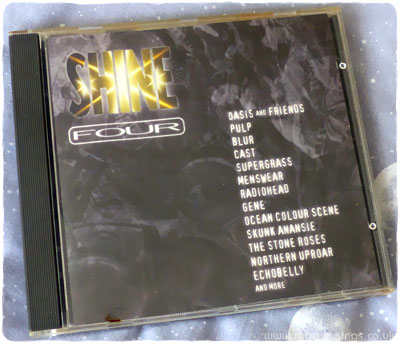 SHINE
FOUR
OASIS AND FRIENDS
PULP
BLUR
CAST
SUPERGRASS
MENSWEAR
RADIOHEAD
GENE
OCEAN COLOUR SCENE
SKUNK ANANSIE
THE STONE ROSES
NORTHERN UPROAR
ECHOBELLY
AND MORE